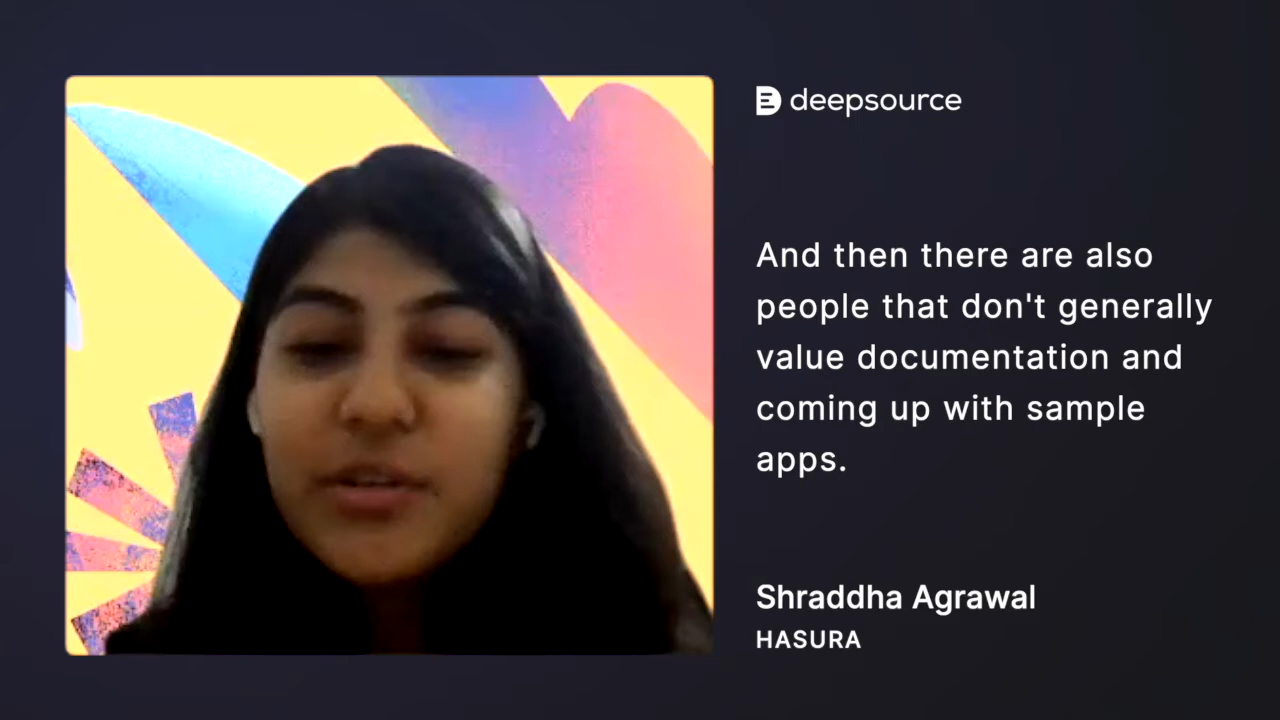 deepsource
And then there are also
people that don't generally
value documentation and
coming up with sample
apps.
Shraddha Agrawal
HASURA